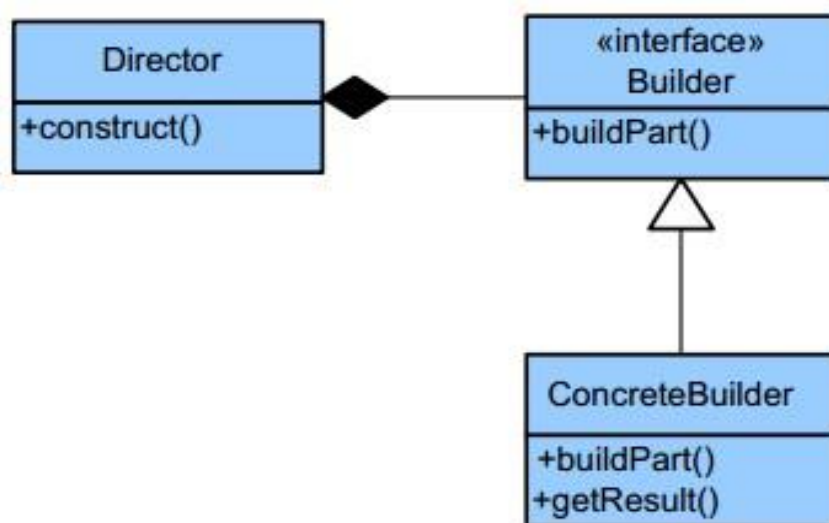 Director
+construct()
«interface»
Builder
+buildPart()
ConcreteBuilder
+buildPart()
+getResult()